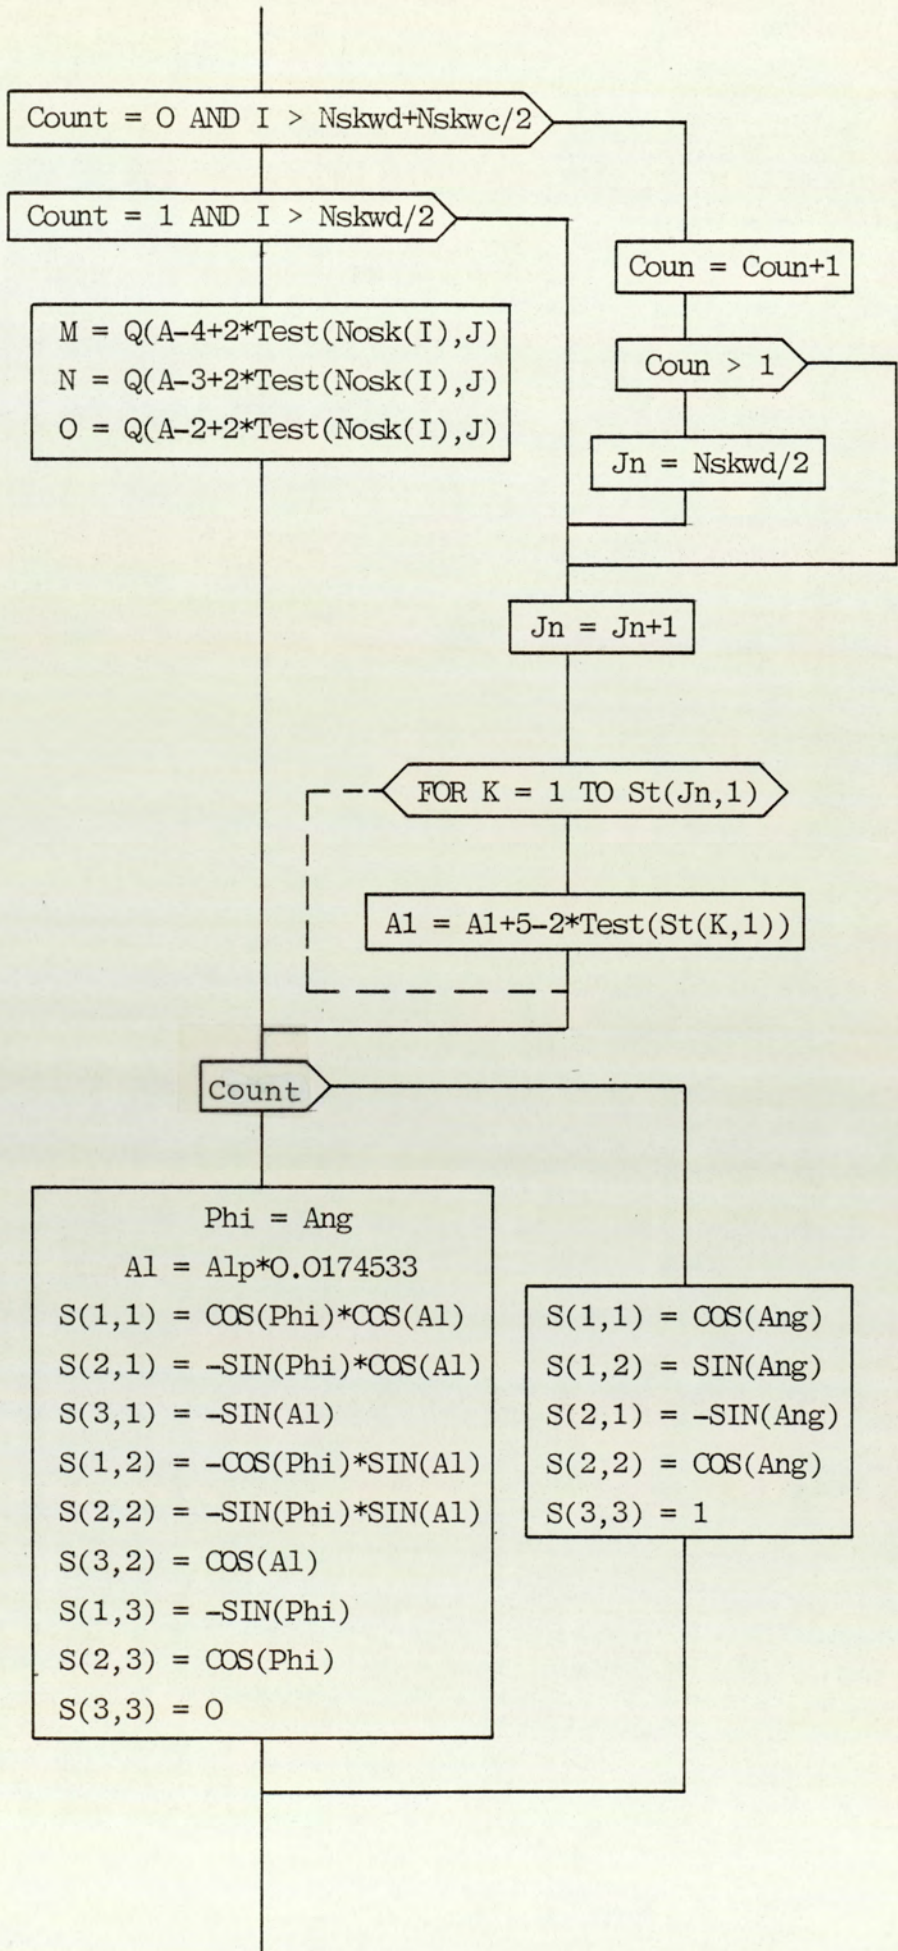 Count = O AND I > Nskwd+Nskwc/2
Count = 1 AND I > Nskwd/2
Coun = Coun+1
M = Q(A-4+2*Test(Nosk(I),J)
N = Q(A-3+2*Test(Nosk(I),J)
O = Q(A-2+2*Test(Nosk(I),J)
Coun > 1
Jn = Nskwd/2
Jn = Jn+1
FOR K = 1 TO St(Jn,1)
Al = Al+5-2*Test(St(K,1))
Count
Phi = Ang
Al = Alp*O.O174533
S(1,1) = COS(Phi)*COS(Al)
S(2,1) = -SIN(Phi)*COS(Al)
S(3,1) = -SIN(Al)
S(1,2) = -COS(Phi)*SIN(Al)
S(2,2) = -SIN(Phi)*SIN(Al)
S(3,2) = COS(Al)
S(1,3) = -SIN(Phi)
S(2,3) = COS(Phi)
S(3,3) = O
S(1,1) = COS(Ang)
S(1,2) = SIN(Ang)
S(2,1) = -SIN(Ang)
S(2,2) = COS(Ang)
S(3,3) = 1